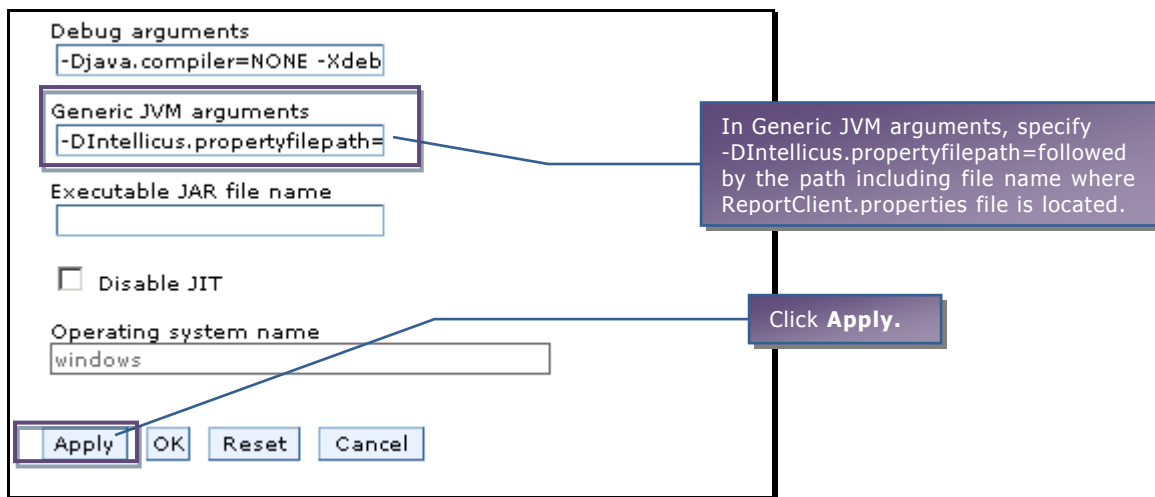 Debug arguments
-Djava.compiler=NONE -Xdeb
Generic JVM arguments
-DIntellicus.propertyfilepath=
Executable JAR file name
Disable JIT
Operating system name
windows
Apply OK Reset Cancel
In Generic JVM arguments, specify
-DIntellicus.propertyfilepath=followed
by the path including file name where
ReportClient.properties file is located.
Click Apply.